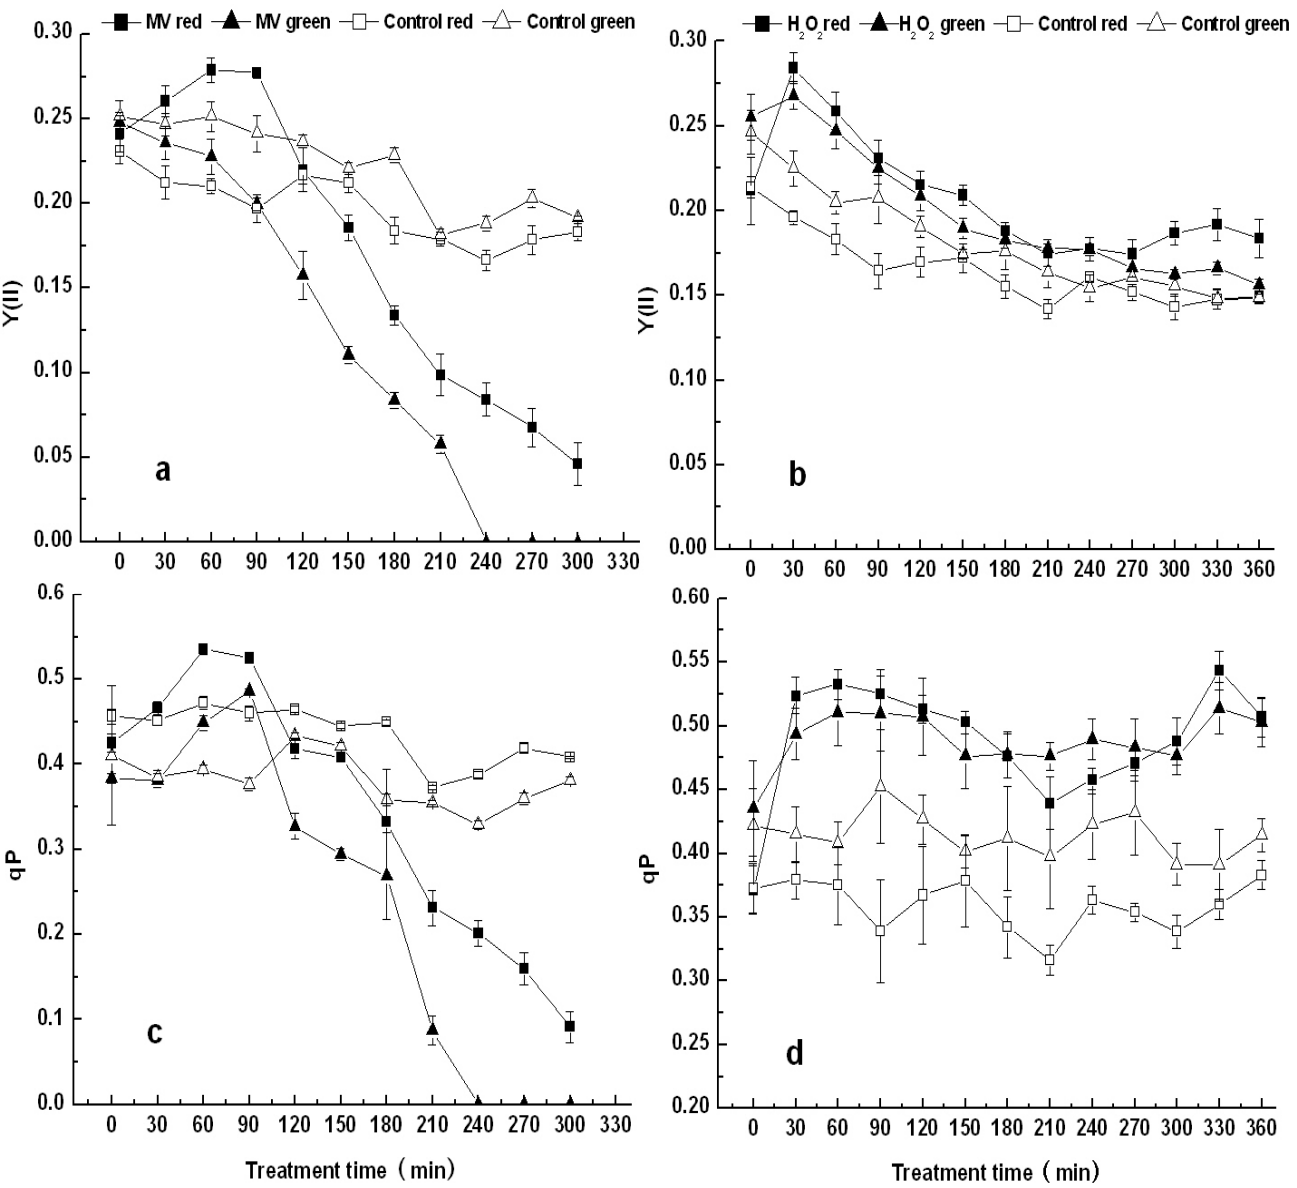 MV red MV green Control red Control green
0.30
0.25
0.20
0.15
0.10
0.05
0.00
Y(II)
a
0 30 60 90 120 150 180 210 240 270 300 330
H2O2red H2O2 green Control red Control green
0.30
0.25
0.20
0.15
0.10
0.05
0.00
Y(II)
b
0 30 60 90 120 150 180 210 240 270 300 330 360
0.6
0.5
0.4
0.3
0.2
0.1
0.0
qP
c
0 30 60 90 120 150 180 210 240 270 300 330
Treatment time ( min)
0.60
0.55
0.50
0.45
0.40
0.35
0.30
0.25
0.20
qP
d
0 30 60 90 120 150 180 210 240 270 300 330 360
Treatment time ( min)